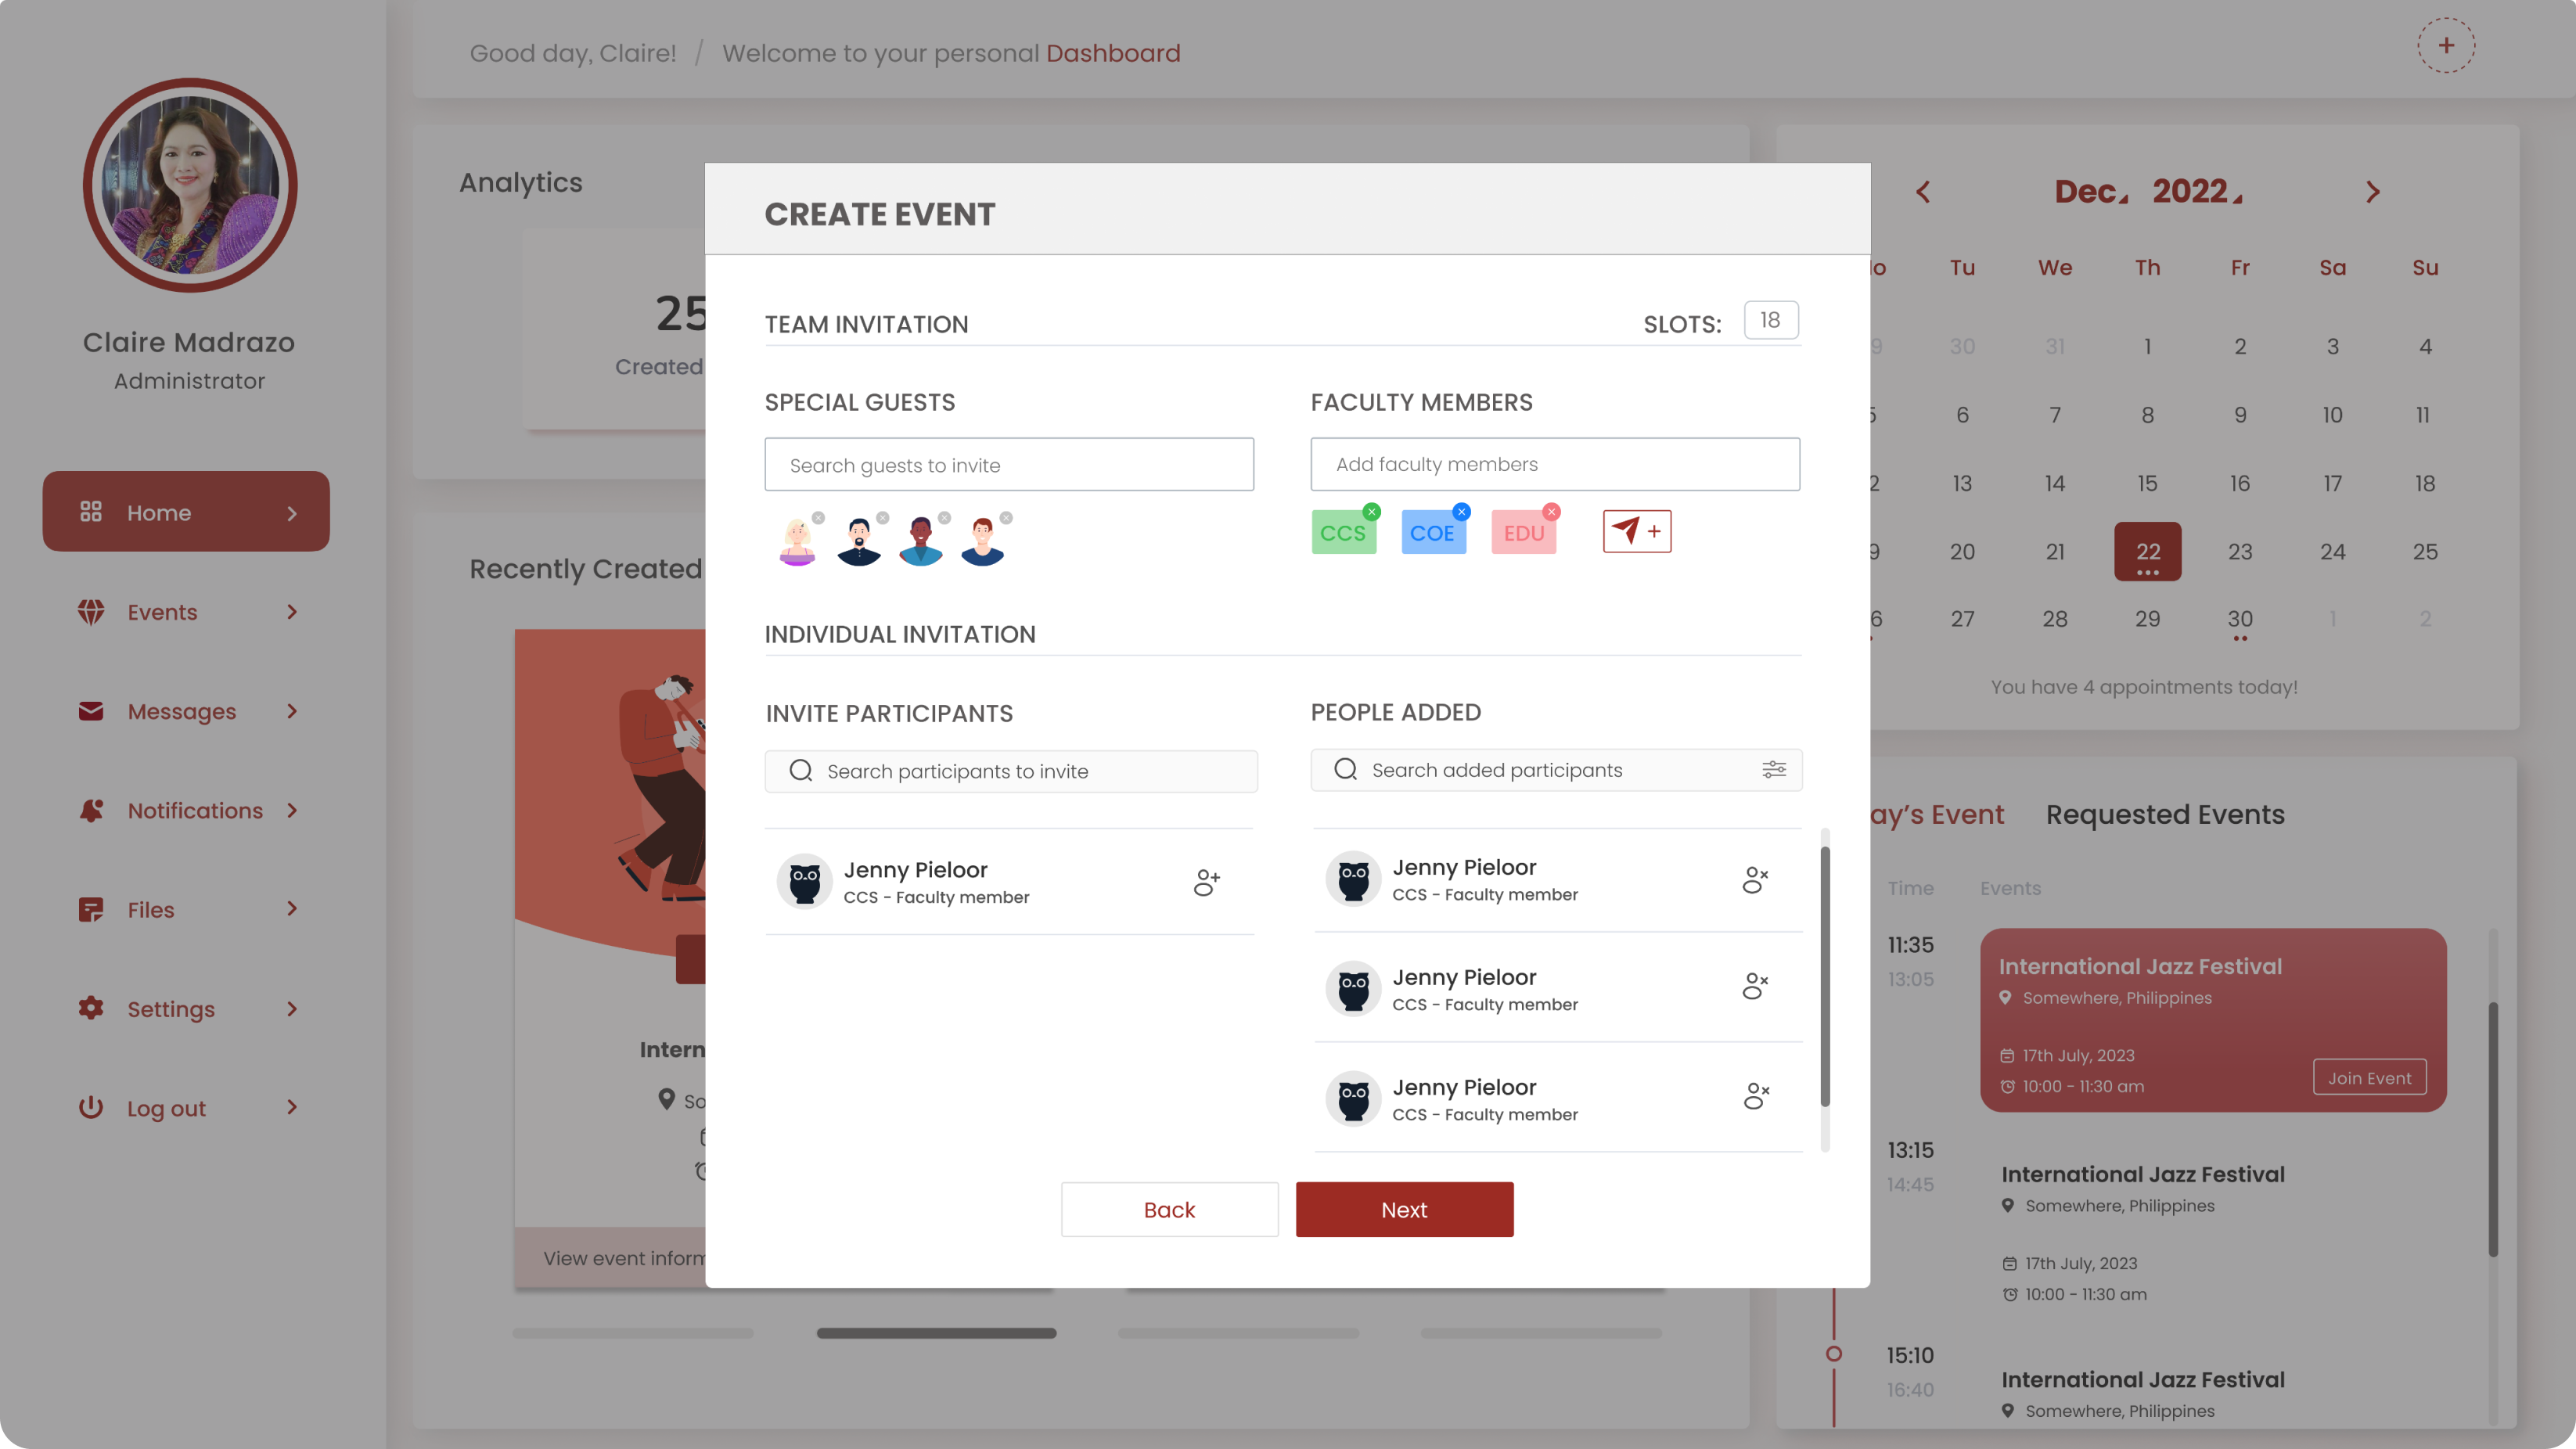 Good day, Claire! / Welcome to your personal Dashboard
Claire Madrazo
Administrator
Home
Events
Messages
Notifications
Files
Settings
Log out
Analytics
25
Created
Recently Created
Intern
So
View event inform
CREATE EVENT
TEAM INVITATION
SLOTS: 18
SPECIAL GUESTS
Search guests to invite
FACULTY MEMBERS
Add faculty members
CCS COE EDU
INDIVIDUAL INVITATION
INVITE PARTICIPANTS
Search participants to invite
Jenny Pieloor
CCS - Faculty member
PEOPLE ADDED
Search added participants
Jenny Pieloor
CCS - Faculty member
Jenny Pieloor
CCS - Faculty member
Jenny Pieloor
CCS - Faculty member
Back
Next
Dec 2022
o Tu We Th Fr Sa Su
9 30 31 1 2 3 4
5 6 7 8 9 10 11
2 13 14 15 16 17 18
9 20 21 22 23 24 25
6 27 28 29 30 1 2
You have 4 appointments today!
ay's Event Requested Events
Time Events
11:35
13:05
International Jazz Festival
Somewhere, Philippines
17th July, 2023
10:00 - 11:30 am
Join Event
13:15
14:45
International Jazz Festival
Somewhere, Philippines
17th July, 2023
10:00 - 11:30 am
15:10
16:40
International Jazz Festival
Somewhere, Philippines